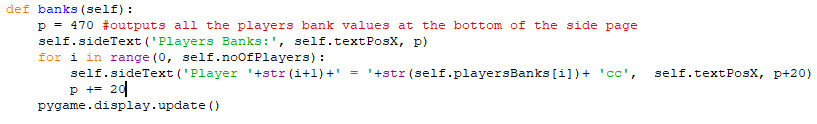 def banks(self):
    p = 470 #outputs all the players bank values at the bottom of the side page
    self.sideText('Players Banks:', self.textPosX, p)
    for i in range(0, self.noOfPlayers):
        self.sideText('Player '+str(i+1)+' = '+str(self.playersBanks[i])+ 'cc',  self.textPosX, p+20)
        p += 20
    pygame.display.update()